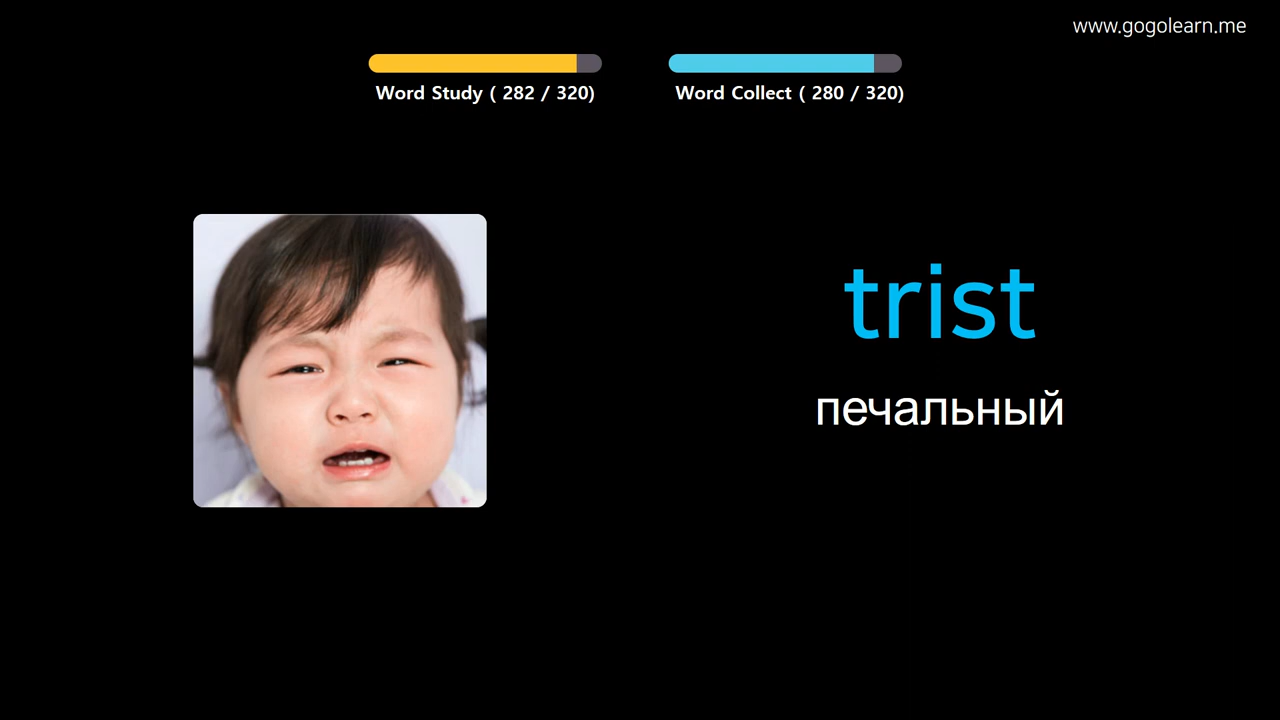 www.gogolearn.me
Word Study ( 282 / 320)
Word Collect ( 280 / 320)
trist
печальный